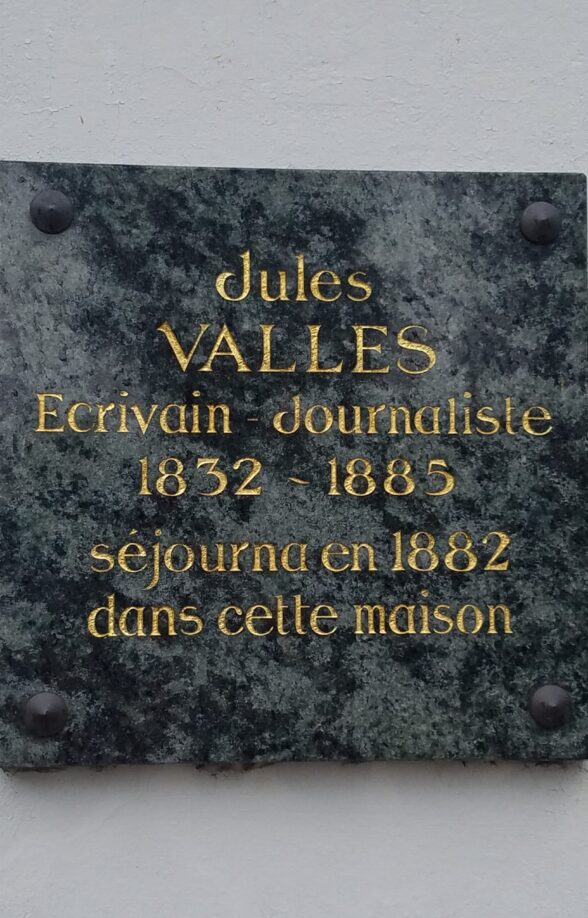 Jules
VALLES
Ecrivain - Journaliste
1832 - 1885
séjourna en 1882
dans cette maison